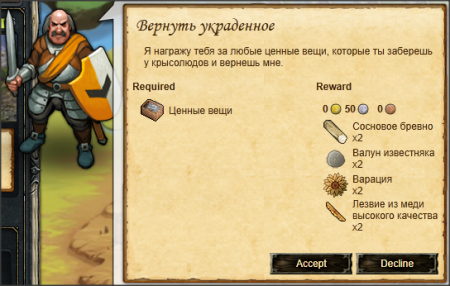 Вернуть украденное
Я награжу тебя за любые ценные вещи, которые ты заберешь
у крысолюдов и вернешь мне.
Required
Reward
Ценные вещи
0 50 0
Сосновое бревно
x2
Валун известняка
x2
Варация
x2
Лезвие из меди
высокого качества
x2
Accept
Decline